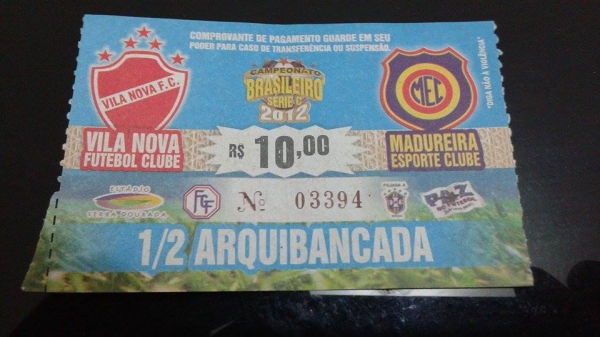 COMPROVANTE DE PAGAMENTO GUARDE EM SEU
PODER PARA CASO DE TRANSFERÊNCIA OU SUSPENSÃO.
VILA NOVA F.C.
VILA NOVA
FUTEBOL CLUBE
CAMPEONATO
BRASILEIRO
SÉRIE C
2012
R$ 10,00
MEC
MADUREIRA
ESPORTE CLUBE
"DIGA NÃO À VIOLÊNCIA"
ESTÁDIO
SERRA DOURADA
FGF
Nº 03394
PAZ
1/2 ARQUIBANCADA